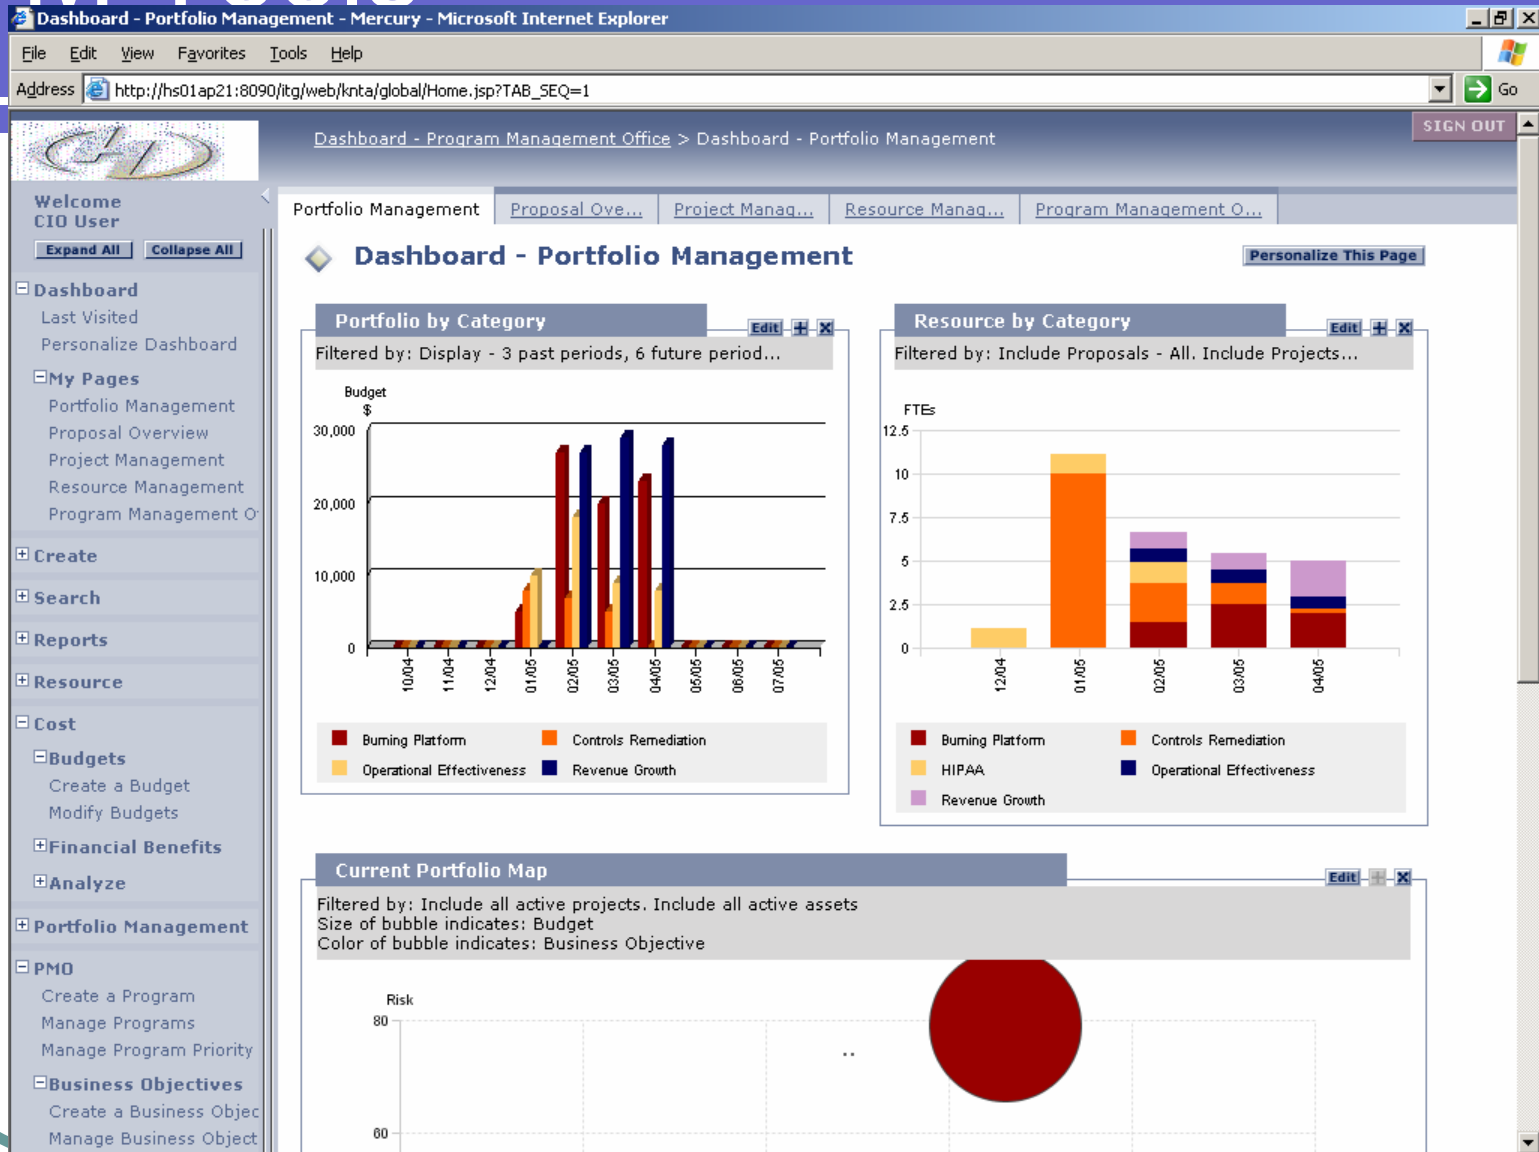 Dashboard - Portfolio Management - Mercury - Microsoft Internet Explorer
File Edit View Favorites Tools Help
Address http://hs01ap21:8090/itg/web/knta/global/Home.jsp?TAB_SEQ=1 Go
SIGN OUT
Dashboard - Program Management Office > Dashboard - Portfolio Management
Welcome
CIO User
Expand All Collapse All
Dashboard
Last Visited
Personalize Dashboard
My Pages
Portfolio Management
Proposal Overview
Project Management
Resource Management
Program Management O
Create
Search
Reports
Resource
Cost
Budgets
Create a Budget
Modify Budgets
Financial Benefits
Analyze
Portfolio Management
PMO
Create a Program
Manage Programs
Manage Program Priority
Business Objectives
Create a Business Objec
Manage Business Object
Portfolio Management Proposal Ove... Project Manag... Resource Manag... Program Management O...
Dashboard - Portfolio Management
Personalize This Page
Portfolio by Category
Edit
Filtered by: Display - 3 past periods, 6 future period...
Budget
$
30,000
20,000
10,000
0
10/04 11/04 12/04 01/05 02/05 03/05 04/05 05/05 06/05 07/05
Burning Platform Controls Remediation
Operational Effectiveness Revenue Growth
Resource by Category
Edit
Filtered by: Include Proposals - All. Include Projects...
FTEs
12.5
10
7.5
5
2.5
0
12/04 01/05 02/05 03/05 04/05
Burning Platform Controls Remediation
HIPAA Operational Effectiveness
Revenue Growth
Current Portfolio Map
Edit
Filtered by: Include all active projects. Include all active assets
Size of bubble indicates: Budget
Color of bubble indicates: Business Objective
Risk
80
60